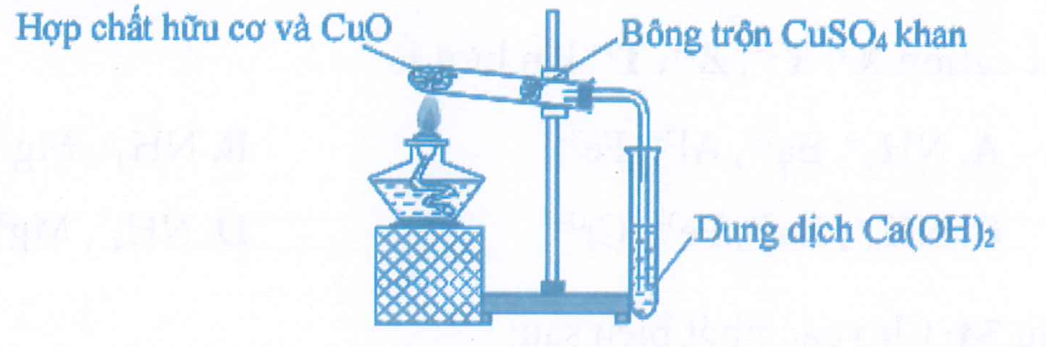 Hợp chất hữu cơ và CuO
Bông trộn CuSO₄ khan
Dung dịch Ca(OH)₂